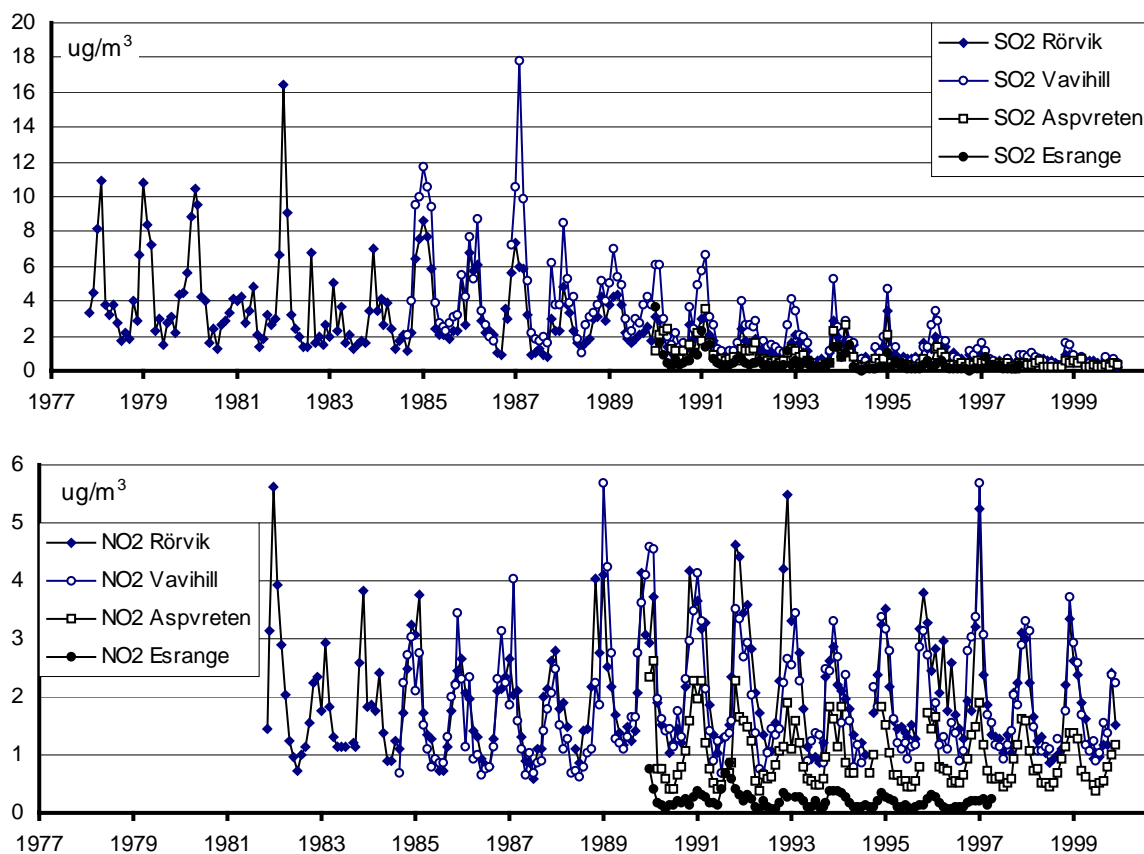 20
18
16
14
12
10
8
6
4
2
0
ug/m³
SO2 Rörvik
SO2 Vavihill
SO2 Aspvreten
SO2 Esrange
1977 1979 1981 1983 1985 1987 1989 1991 1993 1995 1997 1999
6
5
4
3
2
1
0
ug/m³
NO2 Rörvik
NO2 Vavihill
NO2 Aspvreten
NO2 Esrange
1977 1979 1981 1983 1985 1987 1989 1991 1993 1995 1997 1999